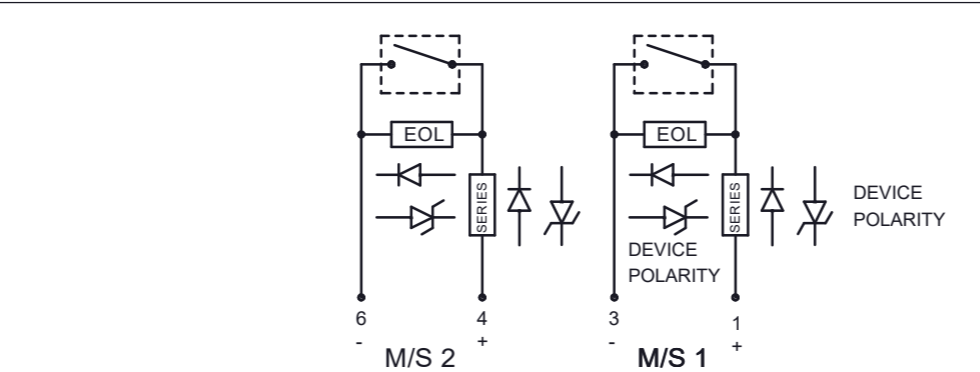 EOL
EOL
SERIES
SERIES
DEVICE
POLARITY
DEVICE
POLARITY
6
4
3
1
-
+
-
+
M/S 2
M/S 1